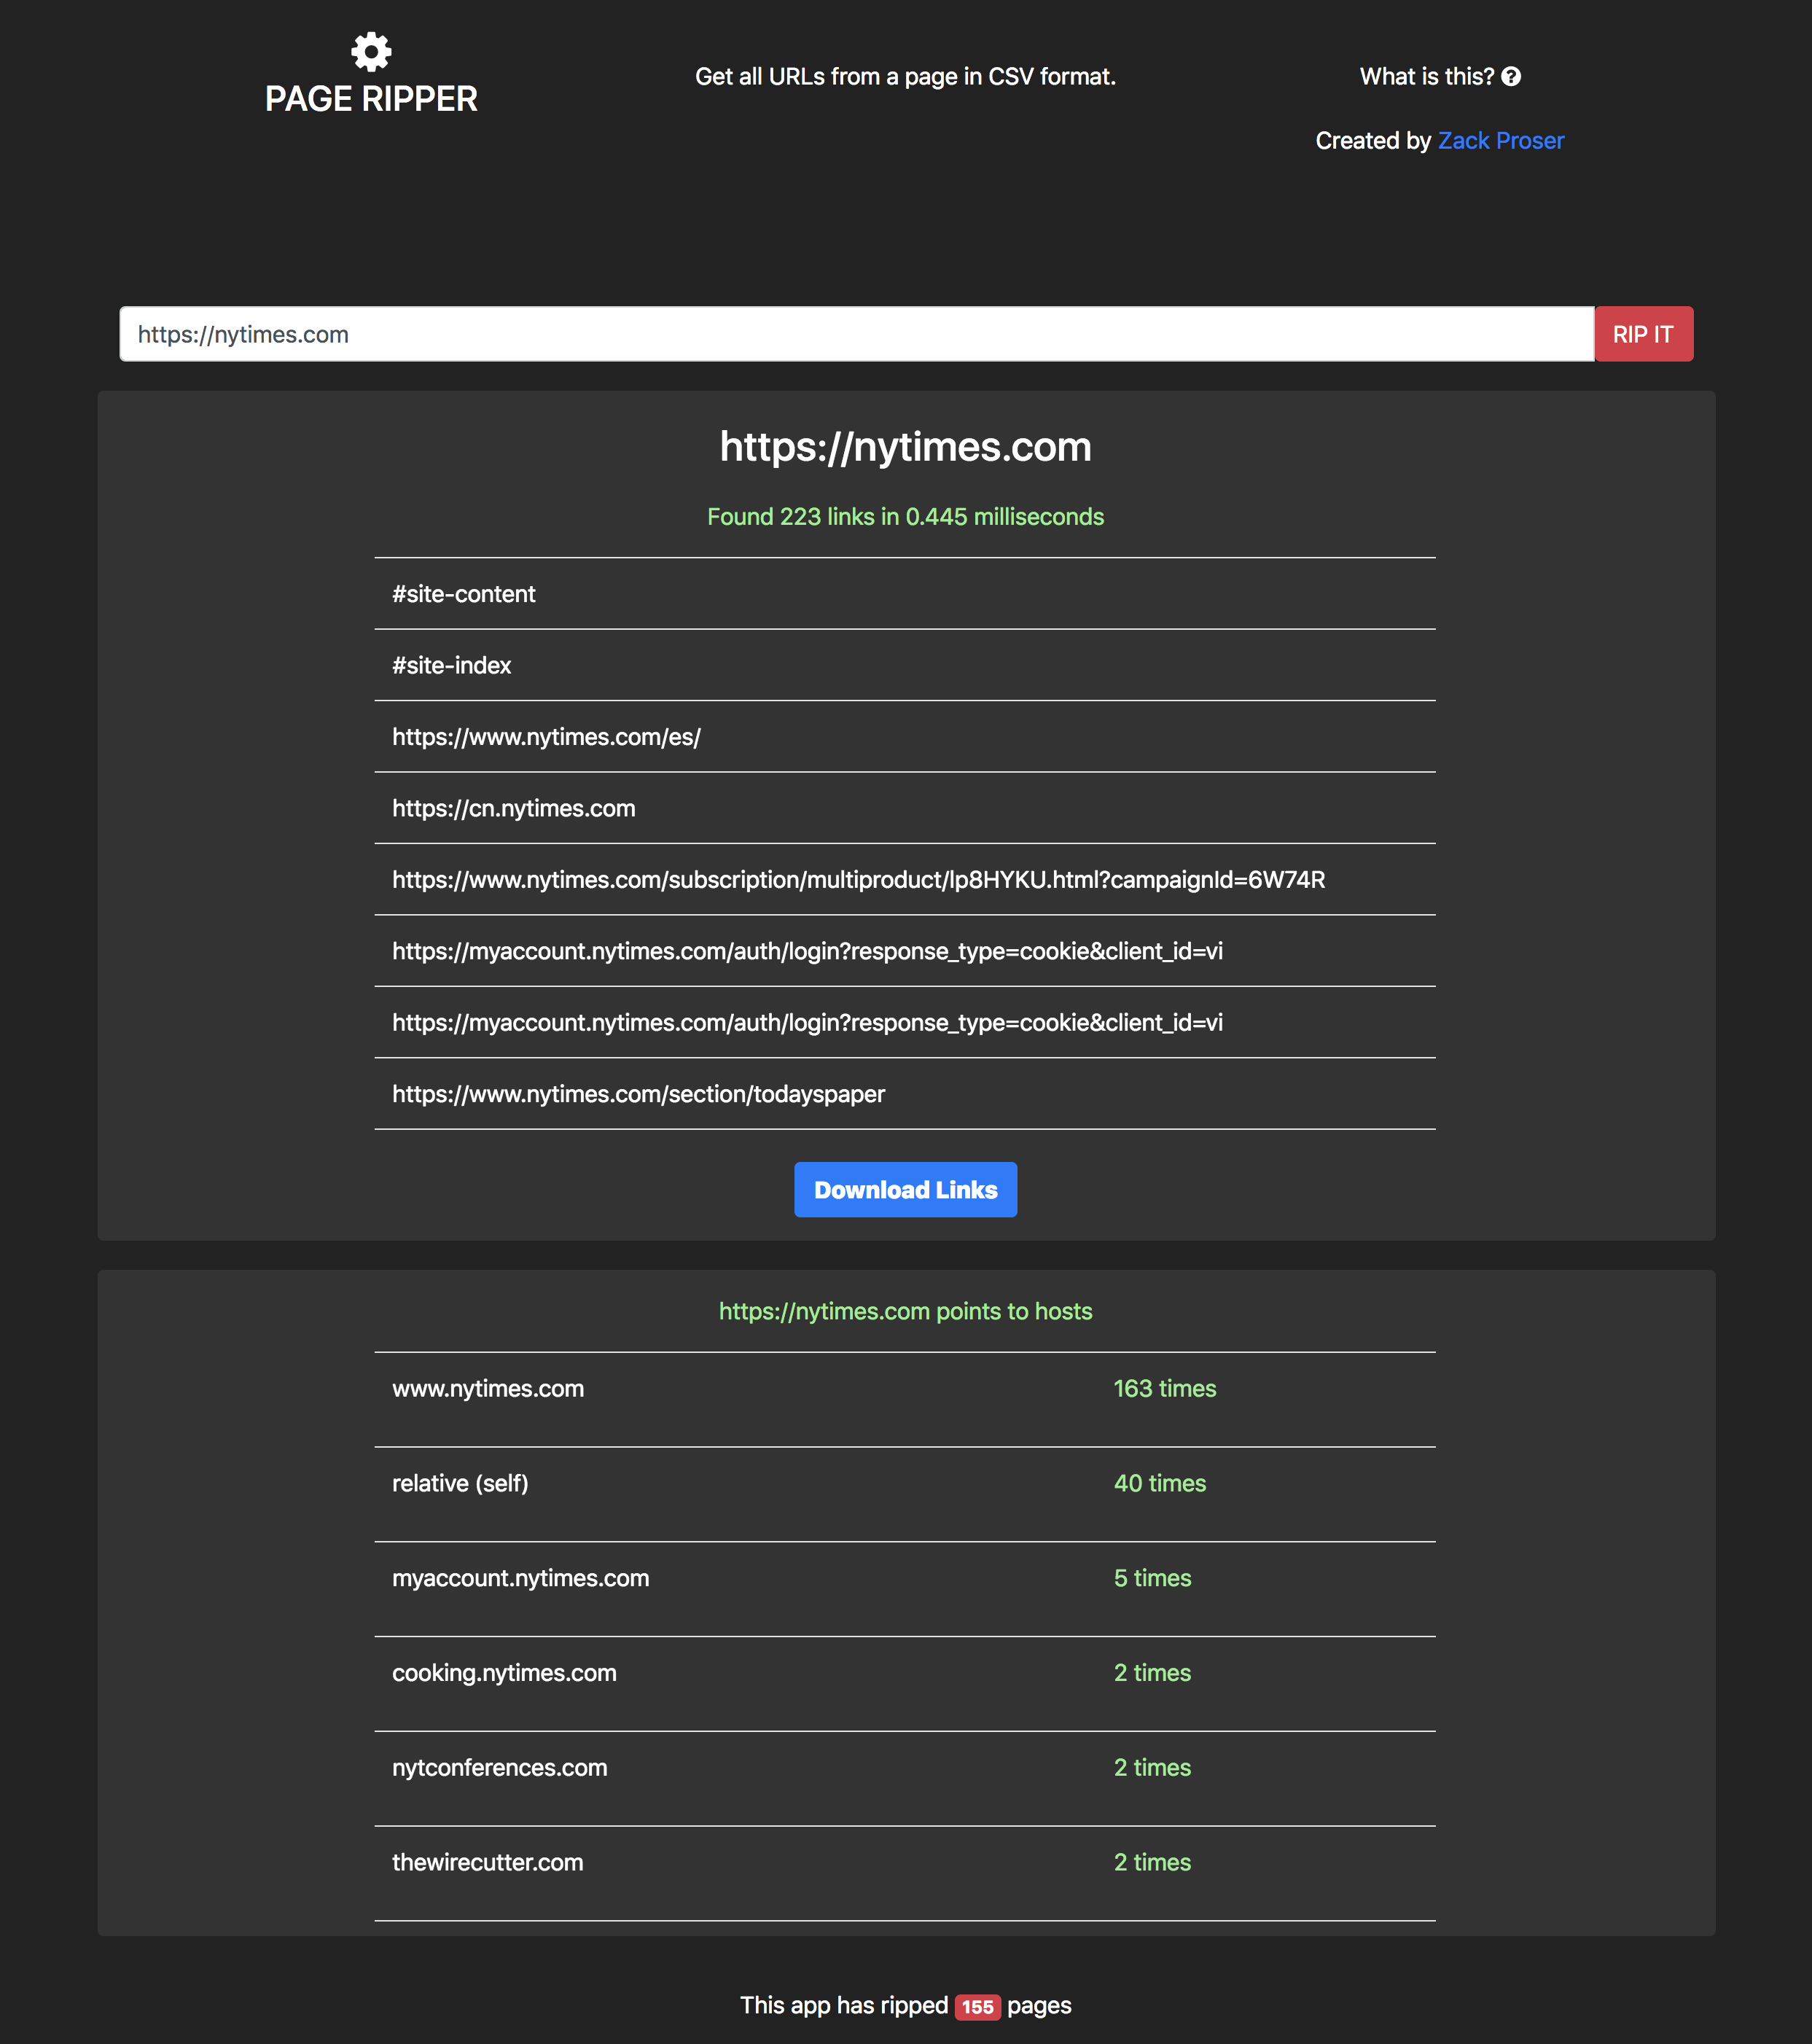 PAGE RIPPER
Get all URLs from a page in CSV format.
What is this?
Created by Zack Proser
https://nytimes.com
RIP IT
https://nytimes.com
Found 223 links in 0.445 milliseconds
#site-content
#site-index
https://www.nytimes.com/es/
https://cn.nytimes.com
https://www.nytimes.com/subscription/multiproduct/lp8HYKU.html?campaignId=6W74R
https://myaccount.nytimes.com/auth/login?response_type=cookie&client_id=vi
https://myaccount.nytimes.com/auth/login?response_type=cookie&client_id=vi
https://www.nytimes.com/section/todayspaper
Download Links
https://nytimes.com points to hosts
www.nytimes.com 163 times
relative (self) 40 times
myaccount.nytimes.com 5 times
cooking.nytimes.com 2 times
nytconferences.com 2 times
thewirecutter.com 2 times
This app has ripped 155 pages